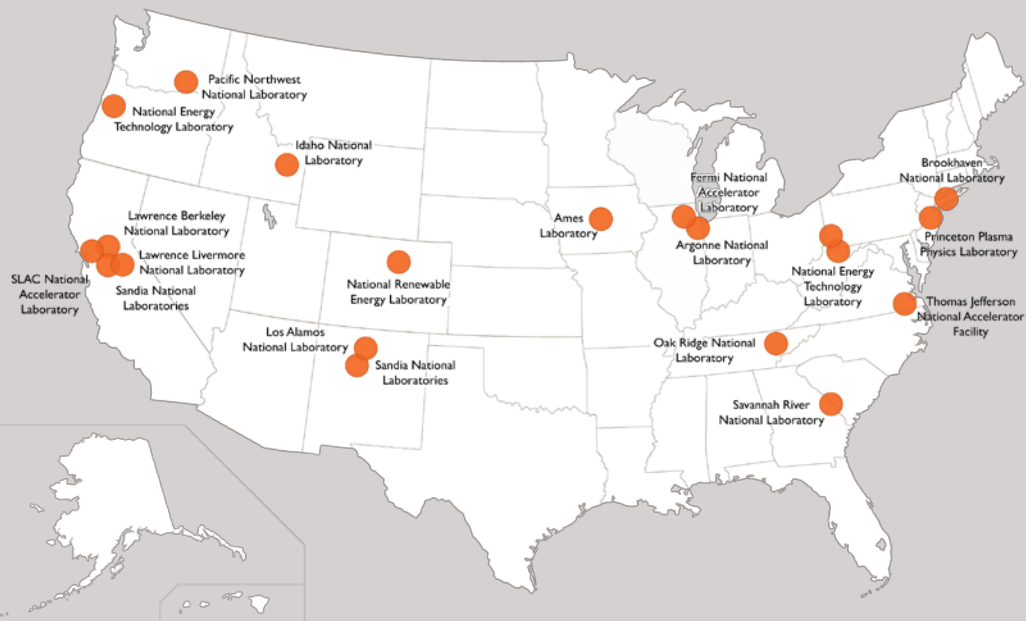 Pacific Northwest
National Laboratory
National Energy
Technology Laboratory
Idaho National
Laboratory
Lawrence Berkeley
National Laboratory
Lawrence Livermore
National Laboratory
SLAC National
Accelerator
Laboratory
Sandia National
Laboratories
National Renewable
Energy Laboratory
Los Alamos
National Laboratory
Sandia National
Laboratories
Ames
Laboratory
Fermi National
Accelerator
Laboratory
Argonne National
Laboratory
Brookhaven
National Laboratory
Princeton Plasma
Physics Laboratory
National Energy
Technology
Laboratory
Thomas Jefferson
National Accelerator
Facility
Oak Ridge National
Laboratory
Savannah River
National Laboratory